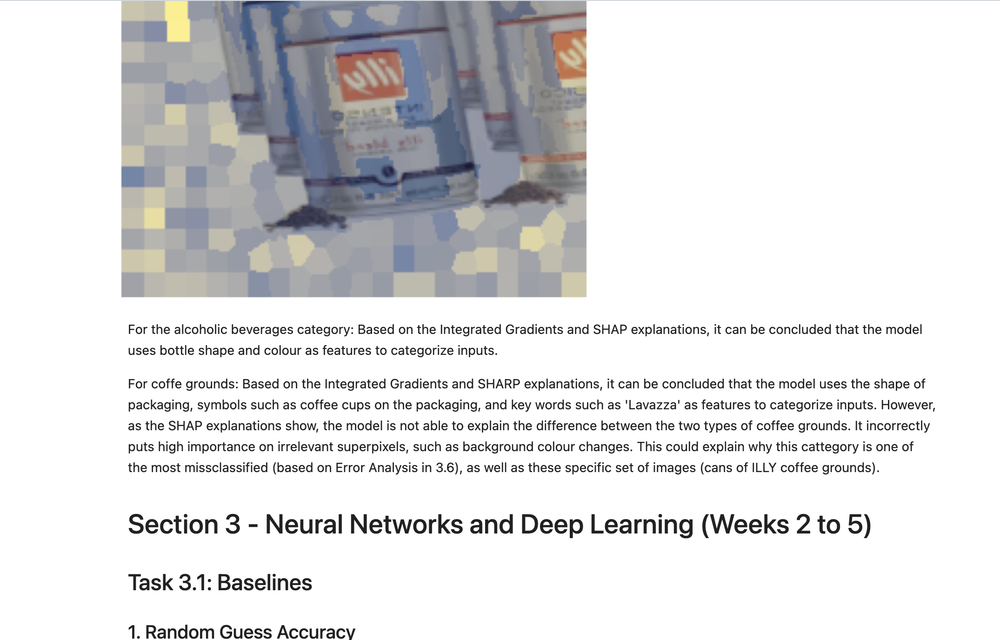 illy
INTENSO
blend illy
For the alcoholic beverages category: Based on the Integrated Gradients and SHAP explanations, it can be concluded that the model
uses bottle shape and colour as features to categorize inputs.
For coffe grounds: Based on the Integrated Gradients and SHARP explanations, it can be concluded that the model uses the shape of
packaging, symbols such as coffee cups on the packaging, and key words such as 'Lavazza' as features to categorize inputs. However,
as the SHAP explanations show, the model is not able to explain the difference between the two types of coffee grounds. It incorrectly
puts high importance on irrelevant superpixels, such as background colour changes. This could explain why this cattegory is one of
the most missclassified (based on Error Analysis in 3.6), as well as these specific set of images (cans of ILLY coffee grounds).
Section 3 - Neural Networks and Deep Learning (Weeks 2 to 5)
Task 3.1: Baselines
1. Random Guess Accuracy